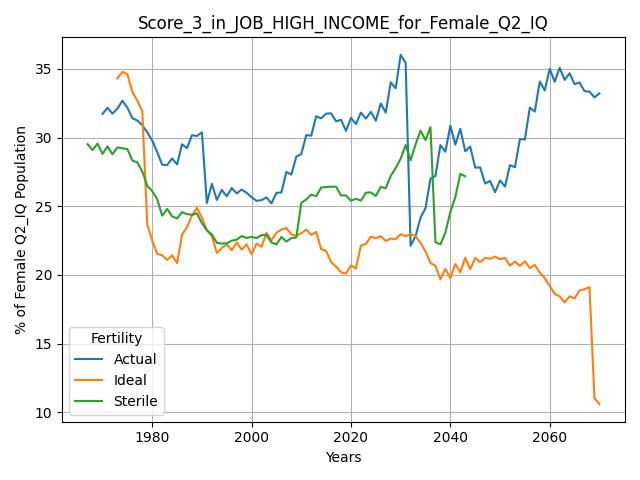 Score_3_in_JOB_HIGH_INCOME_for_Female_Q2_IQ
% of Female Q2_IQ Population
35
30
25
20
15
10
Fertility
Actual
Ideal
Sterile
1980
2000
2020
2040
2060
Years